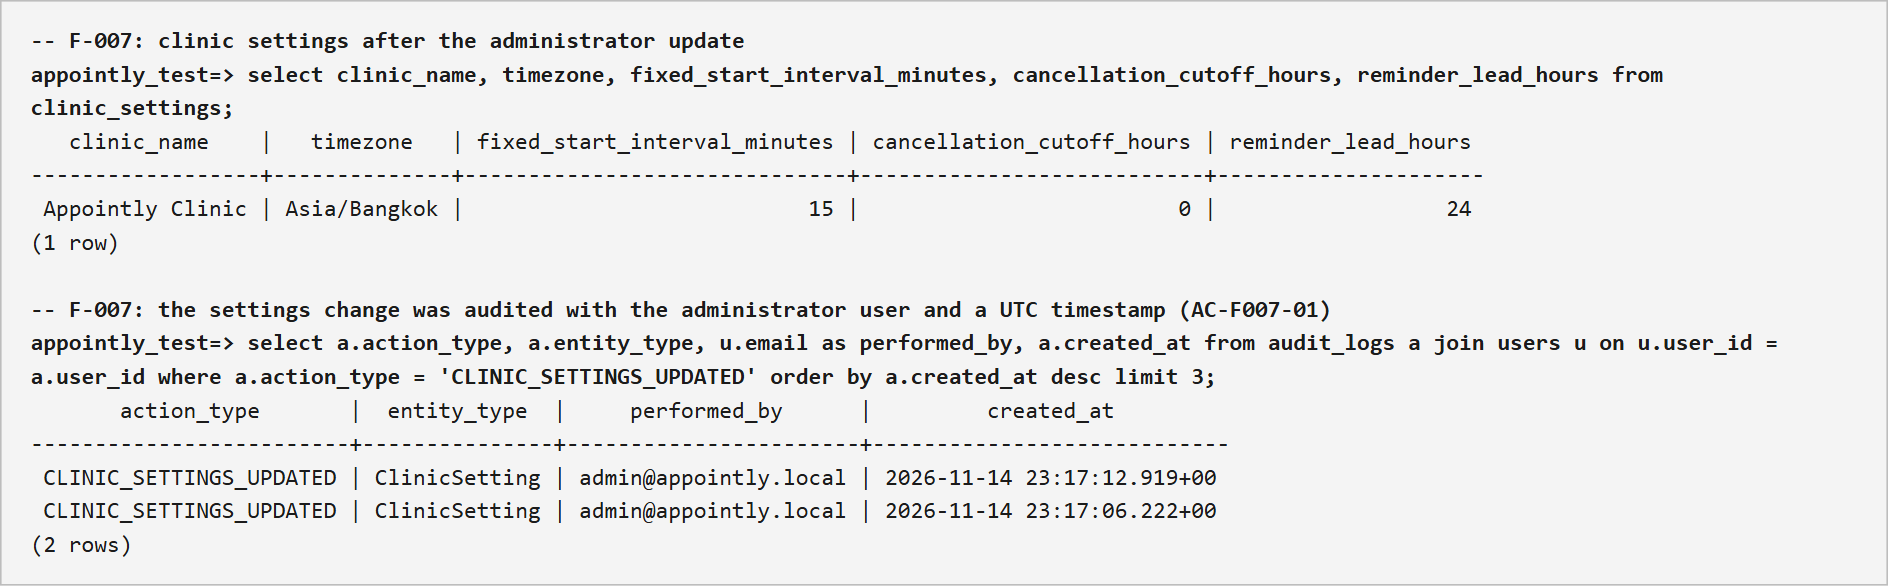 -- F-007: clinic settings after the administrator update
appointly_test=> select clinic_name, timezone, fixed_start_interval_minutes, cancellation_cutoff_hours, reminder_lead_hours from
clinic_settings;
   clinic_name    |   timezone   | fixed_start_interval_minutes | cancellation_cutoff_hours | reminder_lead_hours
------------------+--------------+------------------------------+---------------------------+---------------------
 Appointly Clinic | Asia/Bangkok |                           15 |                         0 |                  24
(1 row)

-- F-007: the settings change was audited with the administrator user and a UTC timestamp (AC-F007-01)
appointly_test=> select a.action_type, a.entity_type, u.email as performed_by, a.created_at from audit_logs a join users u on u.user_id =
a.user_id where a.action_type = 'CLINIC_SETTINGS_UPDATED' order by a.created_at desc limit 3;
       action_type       |  entity_type  |     performed_by      |         created_at
-------------------------+---------------+-----------------------+----------------------------
 CLINIC_SETTINGS_UPDATED | ClinicSetting | admin@appointly.local | 2026-11-14 23:17:12.919+00
 CLINIC_SETTINGS_UPDATED | ClinicSetting | admin@appointly.local | 2026-11-14 23:17:06.222+00
(2 rows)